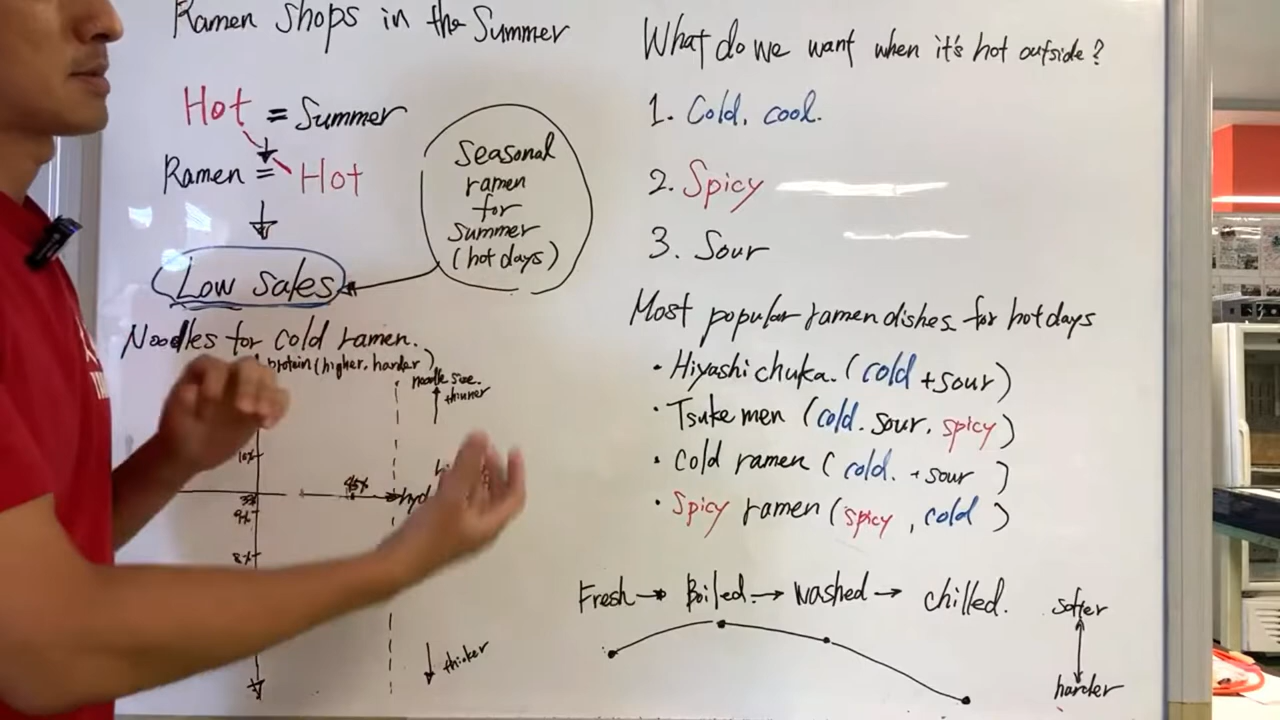 Ramen Shops in the Summer
Hot = Summer
Ramen = Hot
Low sales
Seasonal
ramen
for
summer
(hot days)
Noodles for cold ramen.
protein (higher, harder)
noodle size.
thinner
10%
9%
8%
thicker
What do we want when it's hot outside?
1. Cold. cool.
2. Spicy
3. Sour
Most popular ramen dishes for hot days
• Hiyashi chuka. (cold + sour)
• Tsuke men (cold. sour. spicy)
• Cold ramen (cold. + sour)
• Spicy ramen (spicy, cold)
Fresh → Boiled → washed → chilled.
softer
harder